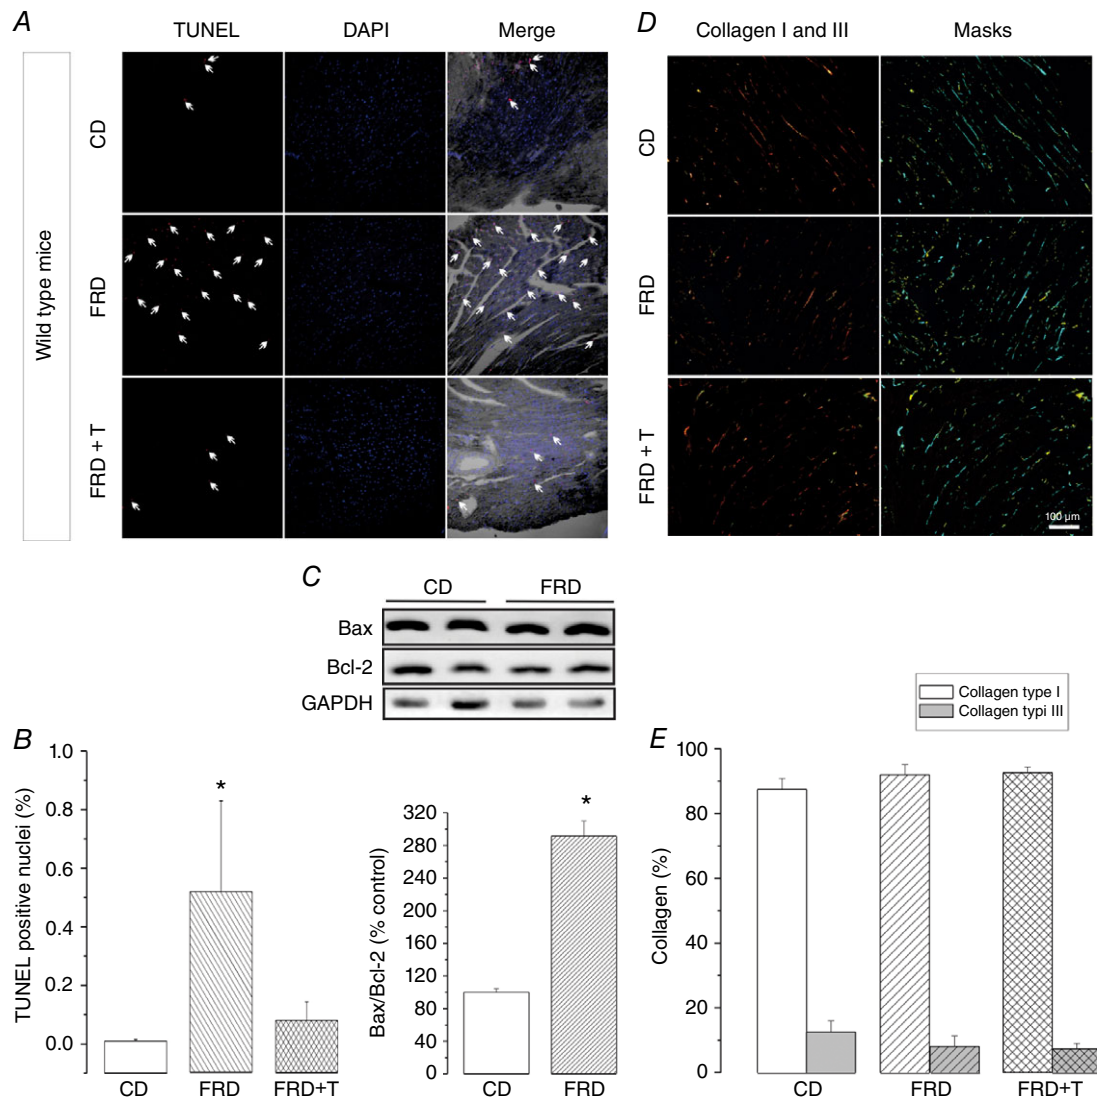 A
TUNEL DAPI Merge
Wild type mice
CD
FRD
FRD + T
D
Collagen I and III Masks
CD
FRD
FRD + T
100 µm
C
CD FRD
Bax
Bcl-2
GAPDH
B
TUNEL positive nuclei (%)
1.0
0.8
0.6
0.4
0.2
0.0
*
CD FRD FRD+T
Bax/Bcl-2 (% control)
320
280
240
200
160
120
80
40
0
*
CD FRD
Collagen type I
Collagen typi III
E
Collagen (%)
100
80
60
40
20
0
CD FRD FRD+T